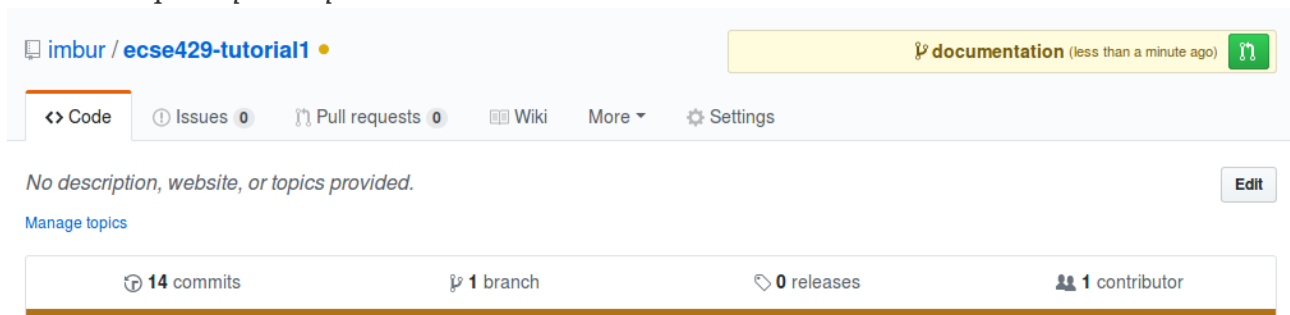 imbur / ecse429-tutorial1
documentation (less than a minute ago)
<> Code Issues 0 Pull requests 0 Wiki More Settings
No description, website, or topics provided.
Edit
Manage topics
14 commits 1 branch 0 releases 1 contributor